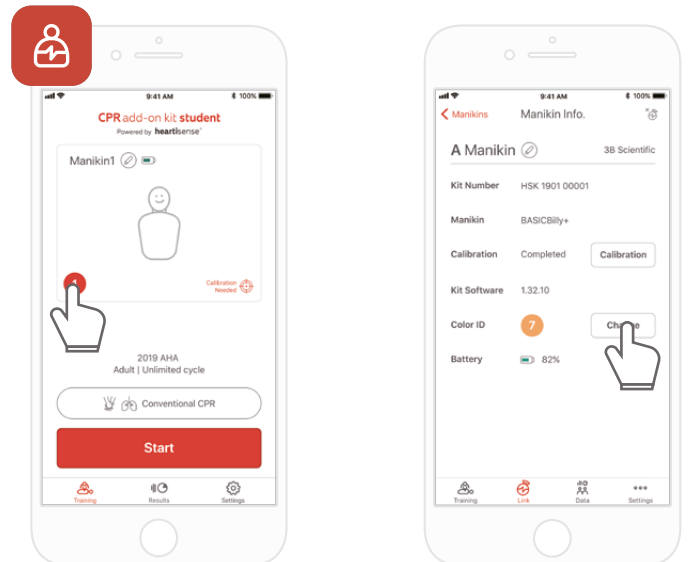 9:41 AM
100%
CPR add-on kit student
Powered by heartisense
Manikin1
Calibration
Needed
2019 AHA
Adult | Unlimited cycle
Conventional CPR
Start
Training
Results
Settings
9:41 AM
100%
Manikins
Manikin Info.
A Manikin
3B Scientific
Kit Number
HSK 1901 00001
Manikin
BASICBilly+
Calibration
Completed
Calibration
Kit Software
1.32.10
Color ID
7
Battery
82%
Training
Link
Data
Settings